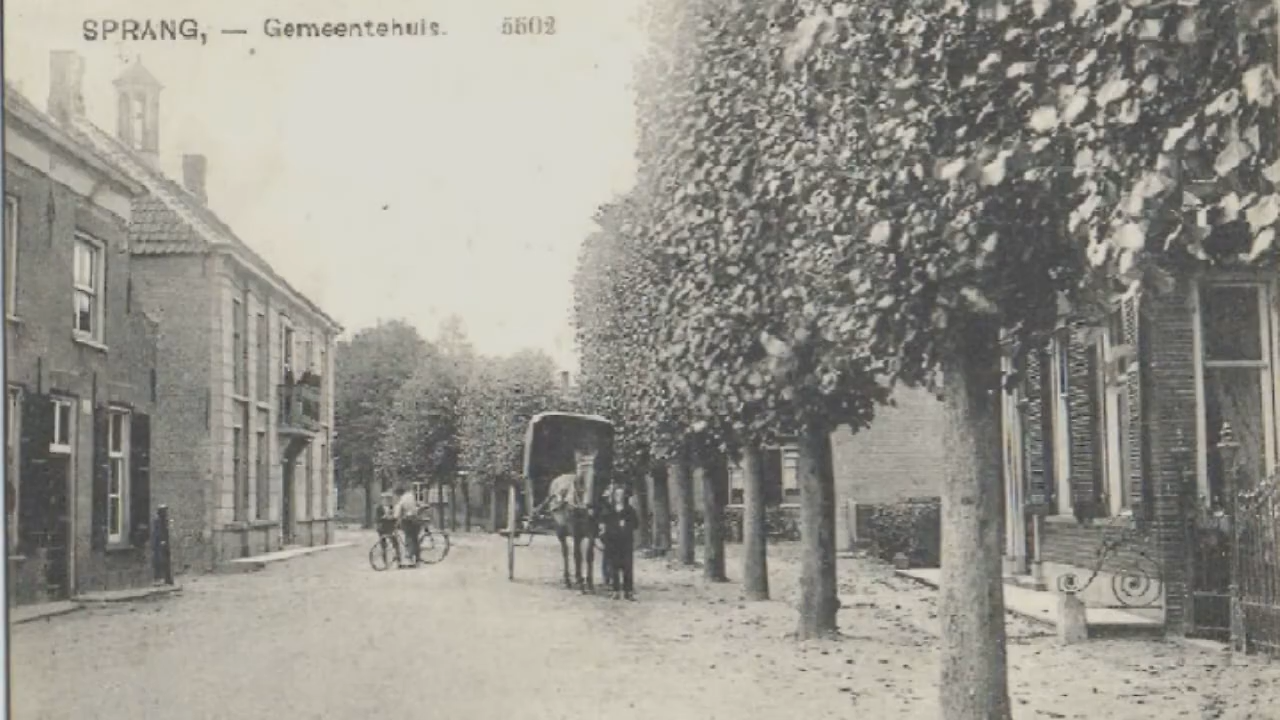 SPRANG, — Gemeentehuis. 5502